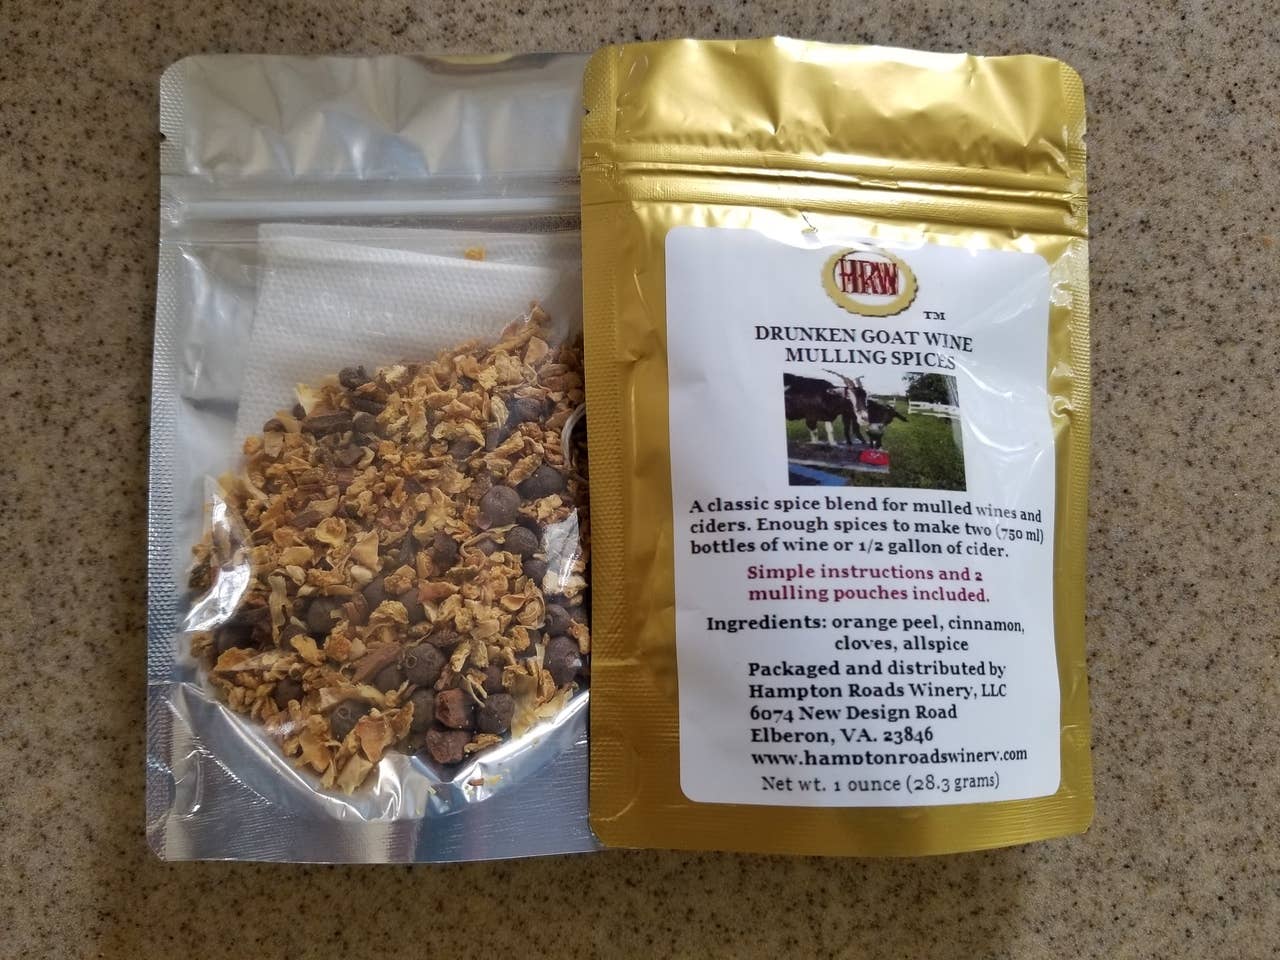 HRW
TM
DRUNKEN GOAT WINE
MULLING SPICES
A classic spice blend for mulled wines and
ciders. Enough spices to make two (750 ml)
bottles of wine or 1/2 gallon of cider.
Simple instructions and 2
mulling pouches included.
Ingredients: orange peel, cinnamon,
cloves, allspice
Packaged and distributed by
Hampton Roads Winery, LLC
6074 New Design Road
Elberon, VA. 23846
www.hamptonroadswinery.com
Net wt. 1 ounce (28.3 grams)